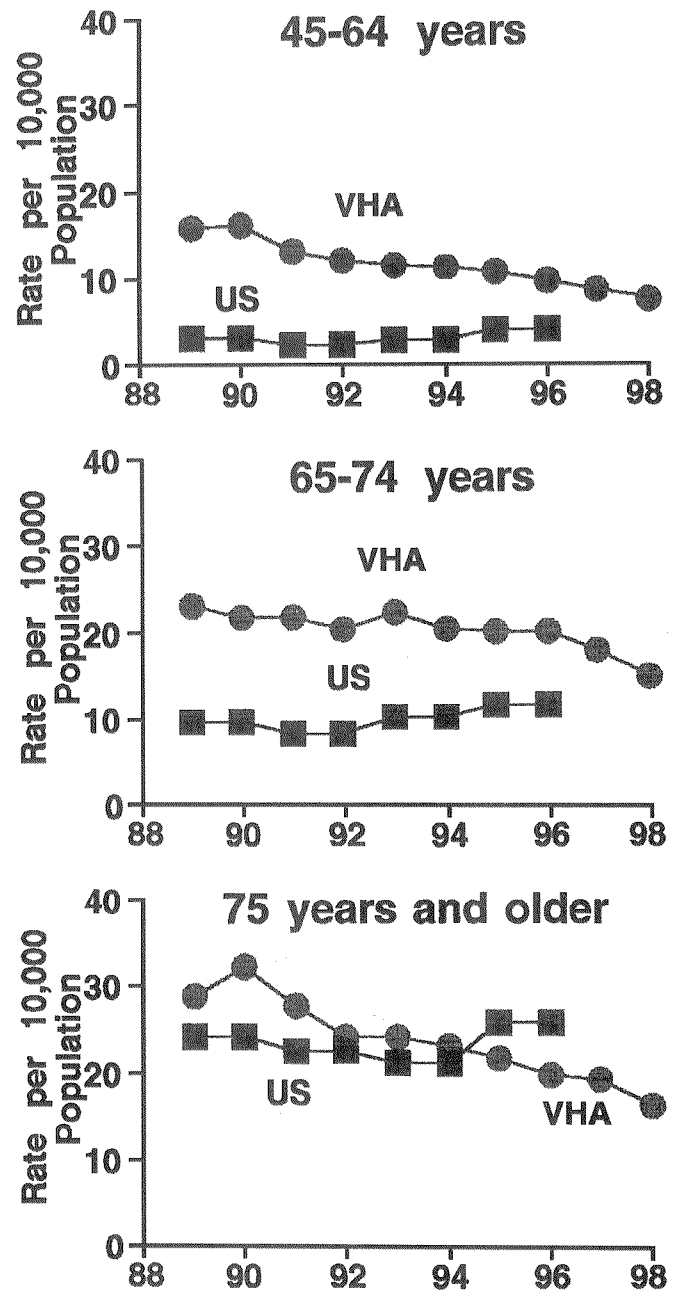 45-64 years
Rate per 10,000
Population
40
30
20
10
0
VHA
US
88 90 92 94 96 98
65-74 years
Rate per 10,000
Population
40
30
20
10
0
VHA
US
88 90 92 94 96 98
75 years and older
Rate per 10,000
Population
40
30
20
10
0
US
VHA
88 90 92 94 96 98